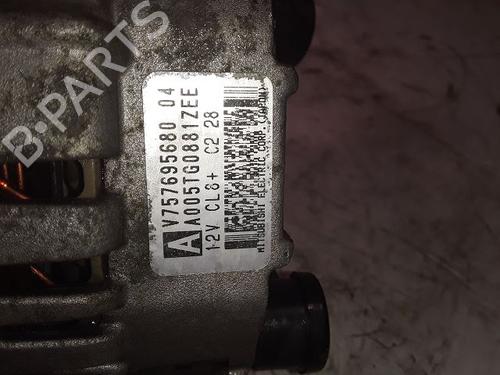 B·PARTS
A V757695680 04
A005TG0881ZEE
12V CL8+ C2 28
MITSUBISHI ELECTRIC CORP. (JAPAN)